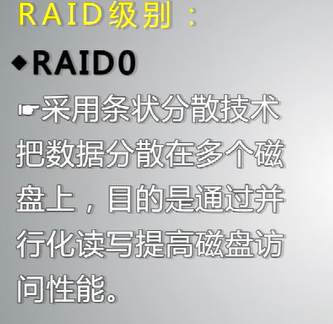 RAID级别：
◆RAID0
☛采用条状分散技术
把数据分散在多个磁
盘上，目的是通过并
行化读写提高磁盘访
问性能。